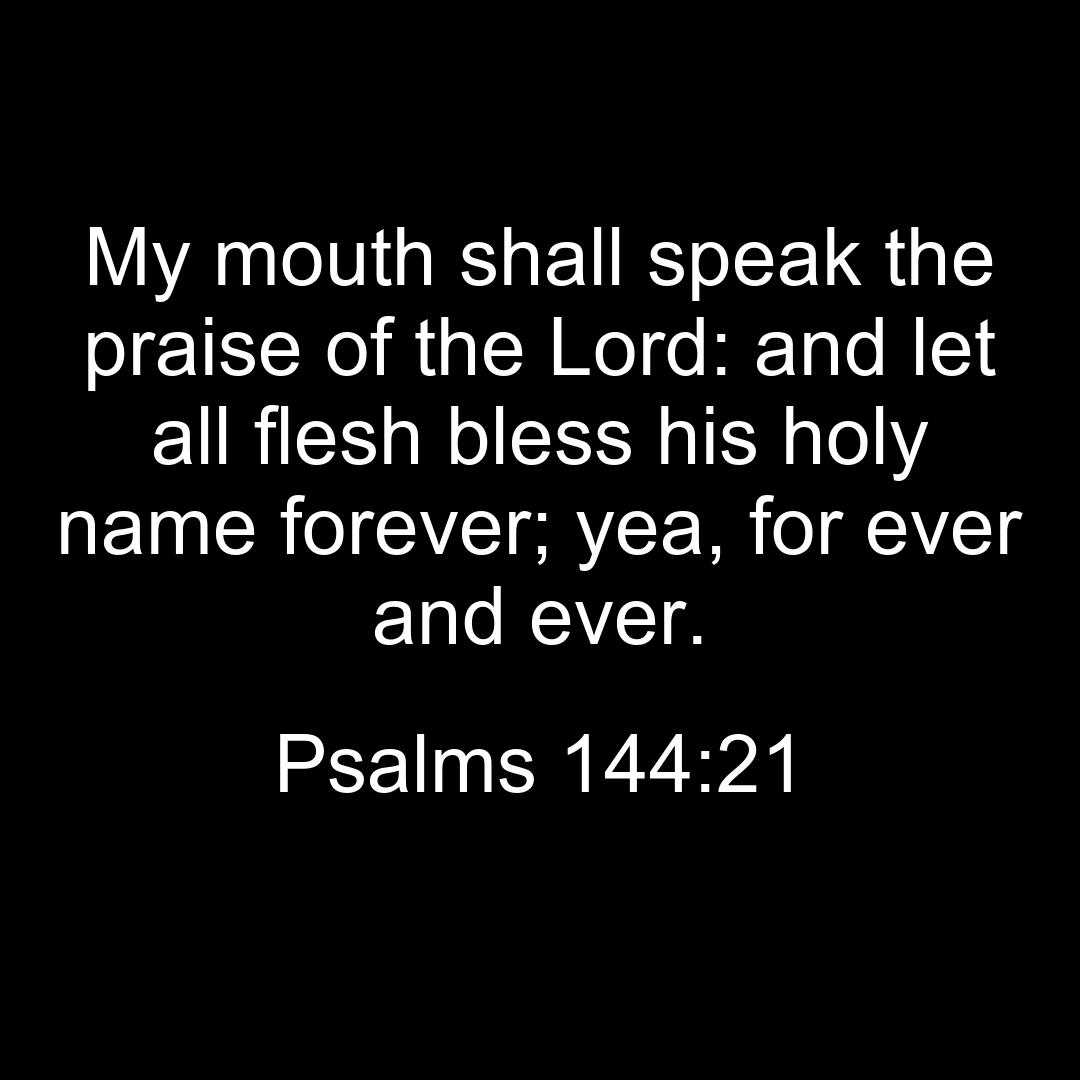 My mouth shall speak the
praise of the Lord: and let
all flesh bless his holy
name forever; yea, for ever
and ever.
Psalms 144:21